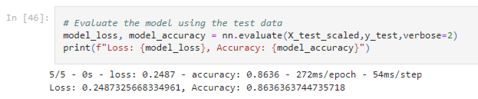 In [46]:
# Evaluate the model using the test data
model_loss, model_accuracy = nn.evaluate(X_test_scaled,y_test,verbose=2)
print(f"Loss: {model_loss}, Accuracy: {model_accuracy}")
5/5 - 0s - loss: 0.2487 - accuracy: 0.8636 - 272ms/epoch - 54ms/step
Loss: 0.2487325668334961, Accuracy: 0.8636363744735718